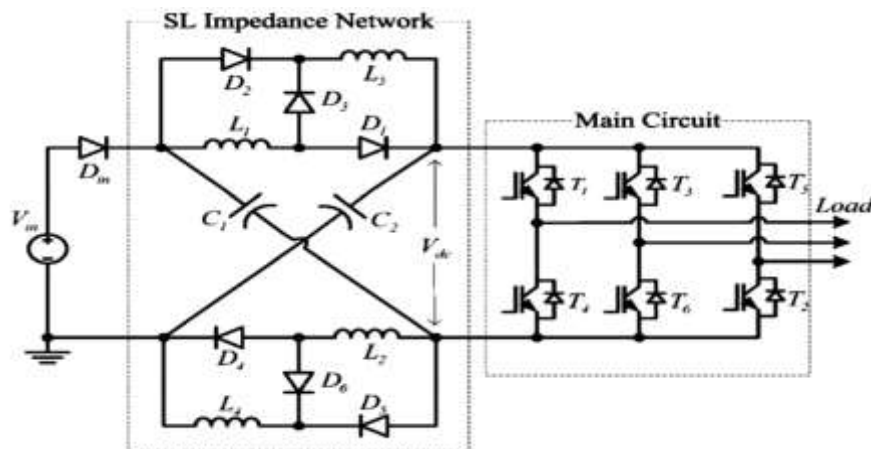 SL Impedance Network
D2
L3
D3
L1
D1
Main Circuit
Din
C1
C2
Vin
Vdc
T1
T3
T5
Load
T4
T6
T2
D4
L2
D6
L4
D5